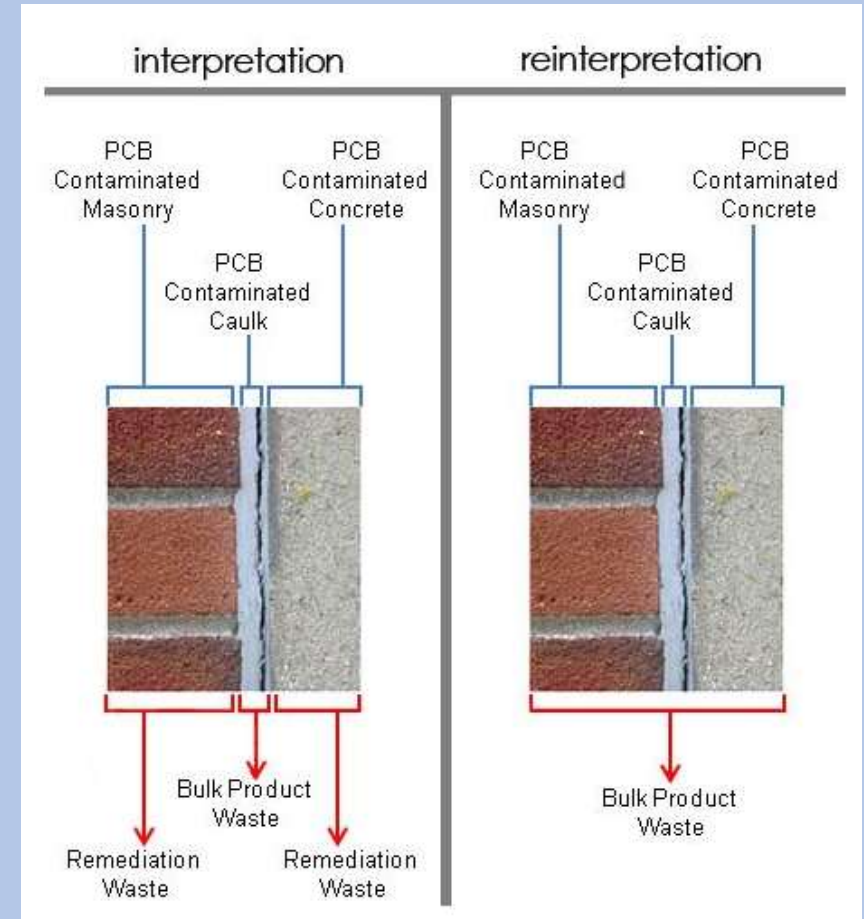 interpretation
PCB
Contaminated
Masonry
PCB
Contaminated
Concrete
PCB
Contaminated
Caulk
Bulk Product
Waste
Remediation
Waste
Remediation
Waste
reinterpretation
PCB
Contaminated
Masonry
PCB
Contaminated
Concrete
PCB
Contaminated
Caulk
Bulk Product
Waste